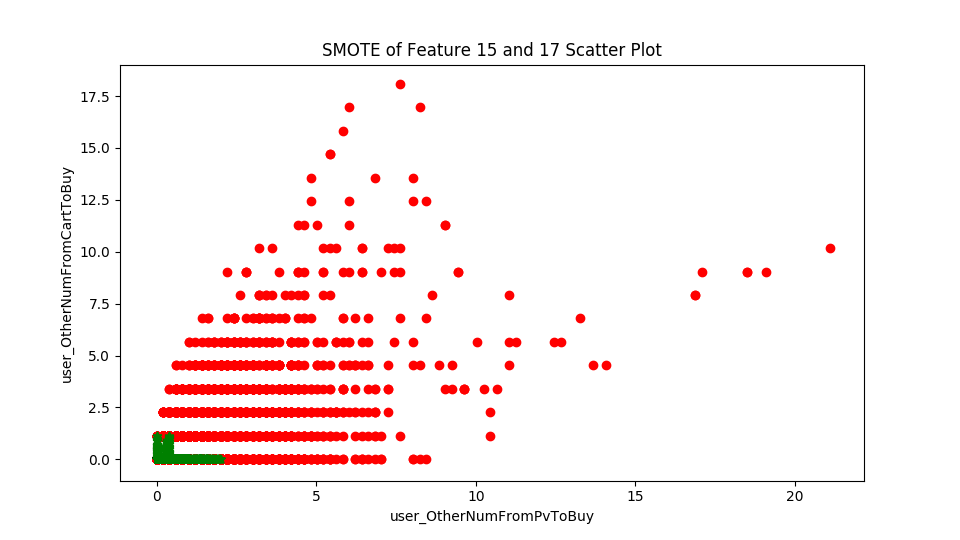 SMOTE of Feature 15 and 17 Scatter Plot
user_OtherNumFromCartToBuy
17.5
15.0
12.5
10.0
7.5
5.0
2.5
0.0
0 5 10 15 20
user_OtherNumFromPvToBuy